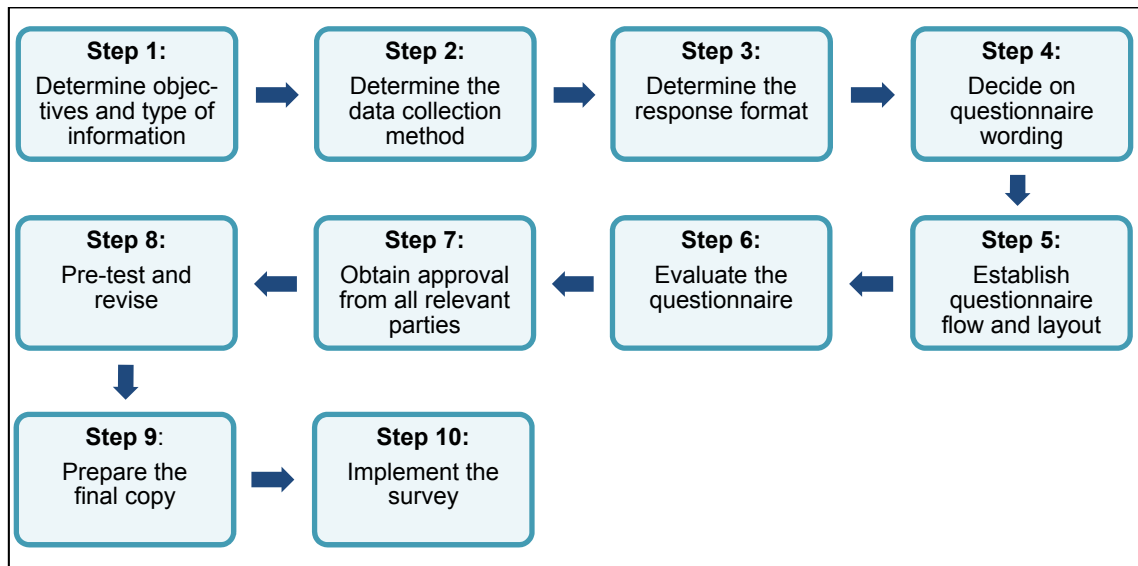 Step 1:
Determine objec-
tives and type of
information
Step 2:
Determine the
data collection
method
Step 3:
Determine the
response format
Step 4:
Decide on
questionnaire
wording
Step 5:
Establish
questionnaire
flow and layout
Step 6:
Evaluate the
questionnaire
Step 7:
Obtain approval
from all relevant
parties
Step 8:
Pre-test and
revise
Step 9:
Prepare the
final copy
Step 10:
Implement the
survey